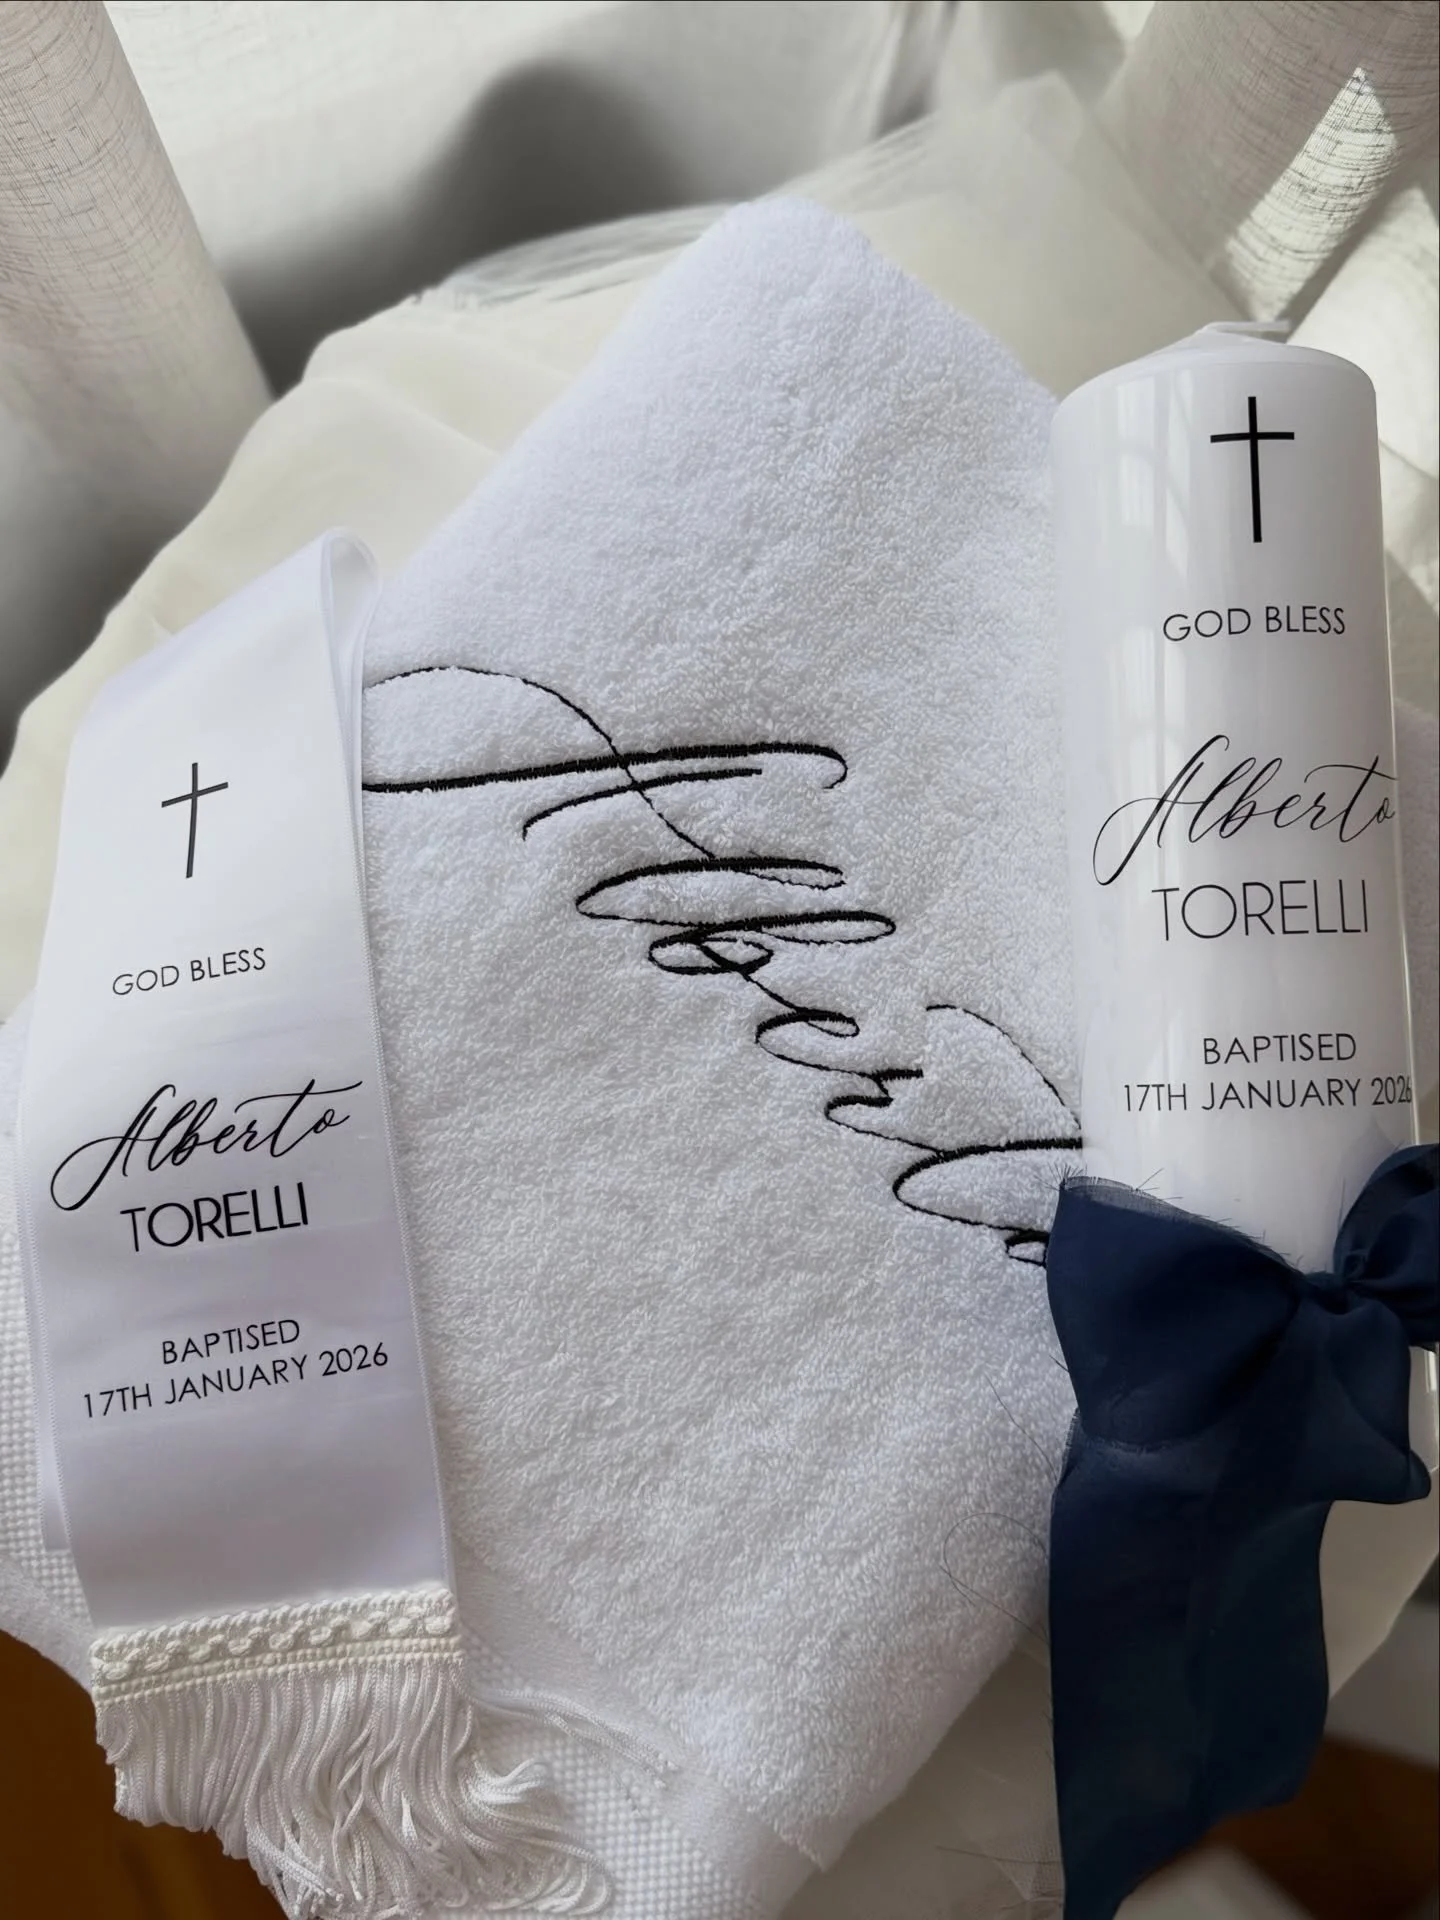 GOD BLESS
Alberto
TORELLI
BAPTISED
17TH JANUARY 2026
Alberto
GOD BLESS
Alberto
TORELLI
BAPTISED
17TH JANUARY 2026